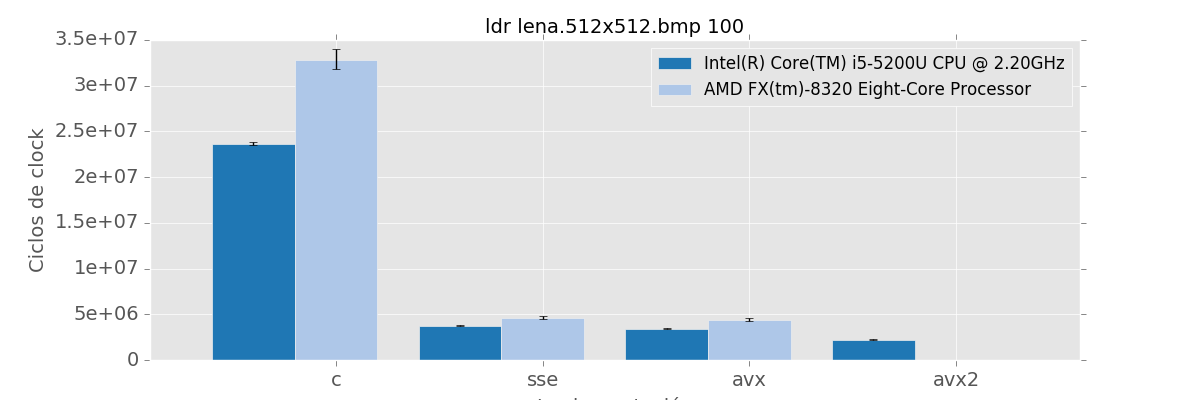 ldr lena.512x512.bmp 100
3.5e+07
3e+07
2.5e+07
2e+07
1.5e+07
1e+07
5e+06
0
Ciclos de clock
Intel(R) Core(TM) i5-5200U CPU @ 2.20GHz
AMD FX(tm)-8320 Eight-Core Processor
c sse avx avx2